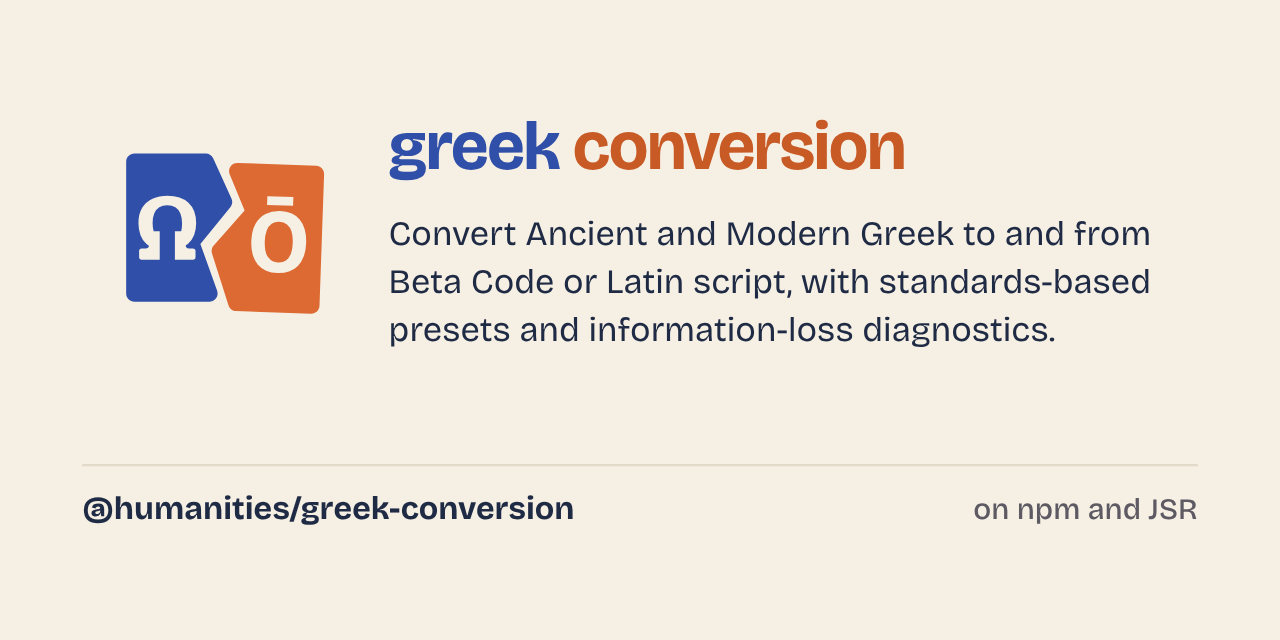 Ω Ō
greek conversion
Convert Ancient and Modern Greek to and from
Beta Code or Latin script, with standards-based
presets and information-loss diagnostics.
@humanities/greek-conversion
on npm and JSR